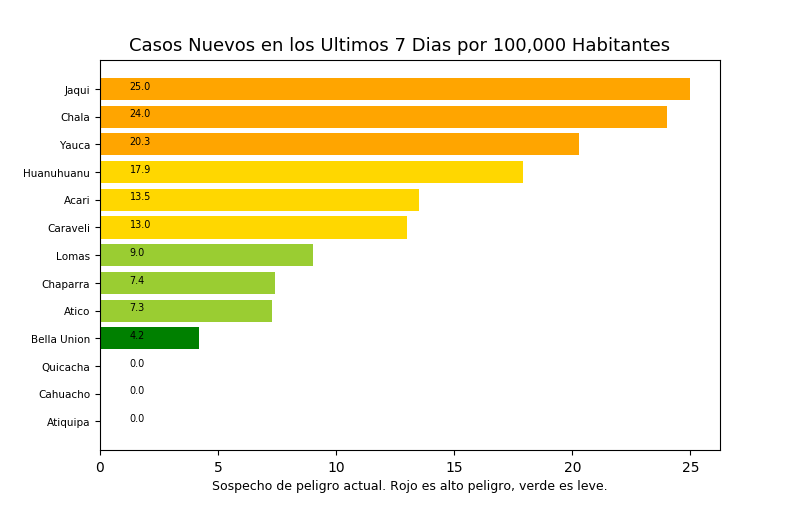 Casos Nuevos en los Ultimos 7 Dias por 100,000 Habitantes
Jaqui 25.0
Chala 24.0
Yauca 20.3
Huanuhuanu 17.9
Acari 13.5
Caraveli 13.0
Lomas 9.0
Chaparra 7.4
Atico 7.3
Bella Union 4.2
Quicacha 0.0
Cahuacho 0.0
Atiquipa 0.0
0 5 10 15 20 25
Sospecho de peligro actual. Rojo es alto peligro, verde es leve.